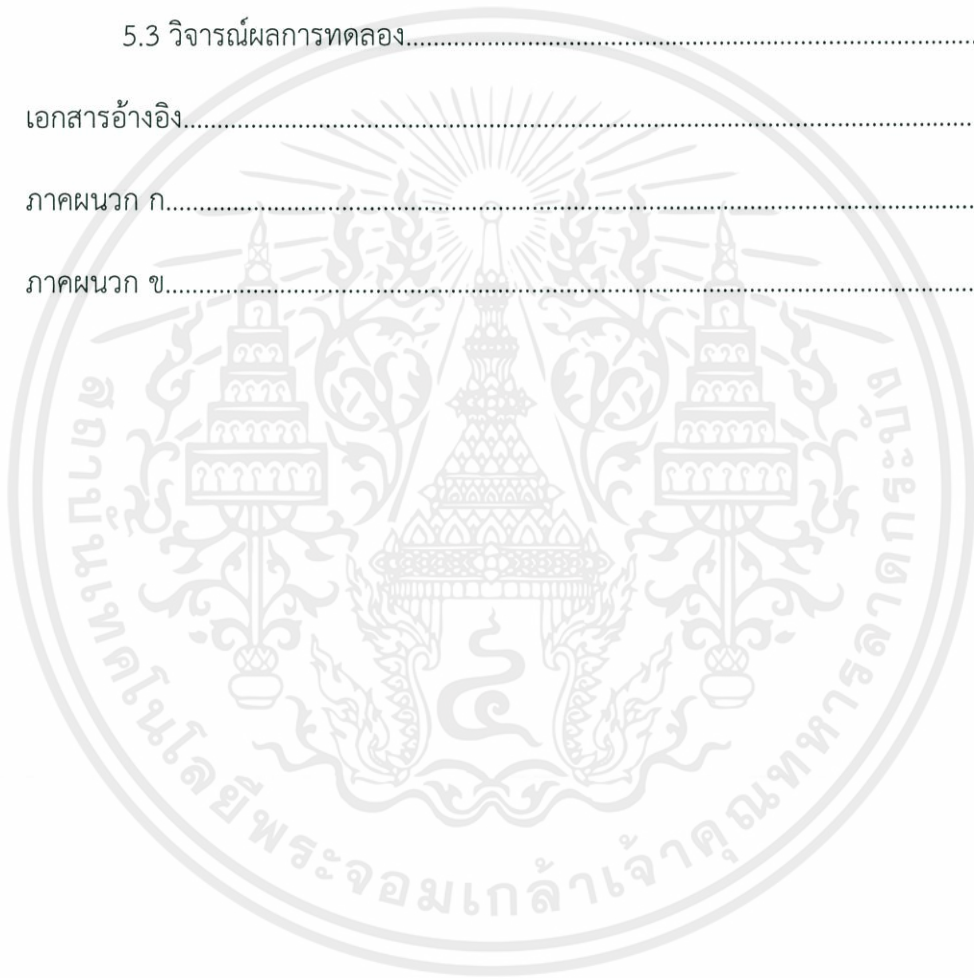 5.3 วิจารณ์ผลการทดลอง........................................................................
เอกสารอ้างอิง........................................................................
ภาคผนวก ก........................................................................
ภาคผนวก ข........................................................................
สถาบันเทคโนโลยีพระจอมเกล้าเจ้าคุณทหารลาดกระบัง